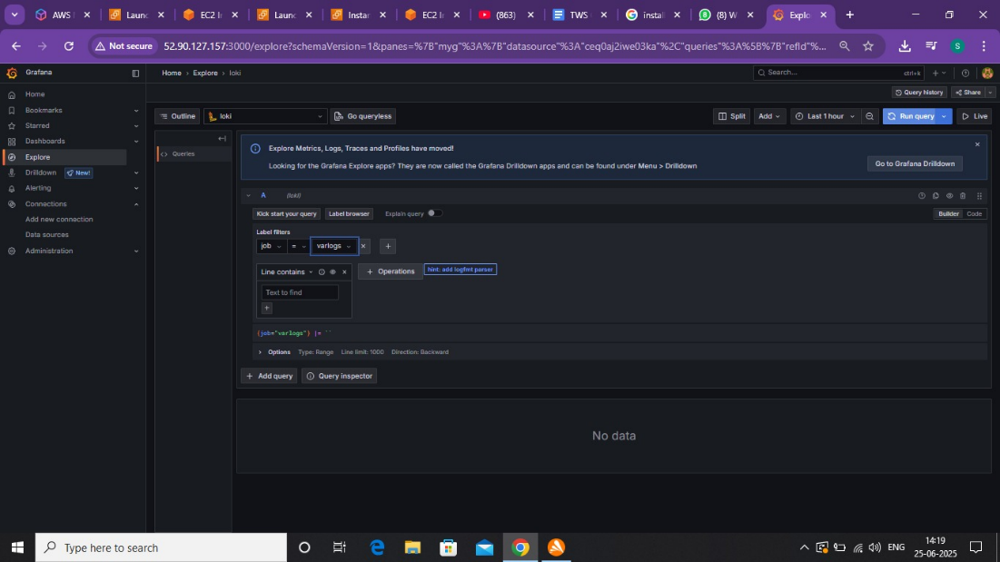 AWS
Launc
EC2 In
Launc
Instan
EC2 In
(863)
TWS
install
(8) W
Explo
Not secure
52.90.127.157:3000/explore?schemaVersion=1&panes=%7B"myg"%3A%7B"datasource"%3A"ceq0aj2iwe03ka"%2C"queries"%3A%5B%7B"refId"%...
S
Grafana
Home › Explore › loki
Search...
ctrl+k
Query history
Share
Home
Bookmarks
Starred
Dashboards
Explore
Drilldown
New!
Alerting
Connections
Add new connection
Data sources
Administration
Outline
loki
Go queryless
Split
Add
Last 1 hour
Run query
Live
Queries
Explore Metrics, Logs, Traces and Profiles have moved!
Looking for the Grafana Explore apps? They are now called the Grafana Drilldown apps and can be found under Menu > Drilldown
Go to Grafana Drilldown
A (loki)
Kick start your query
Label browser
Explain query
Builder
Code
Label filters
job = varlogs
Line contains
+ Operations
hint: add logfmt parser
Text to find
{job="varlogs"} |= ``
Options Type: Range Line limit: 1000 Direction: Backward
+ Add query
Query inspector
No data
Type here to search
ENG
14:19
25-06-2025